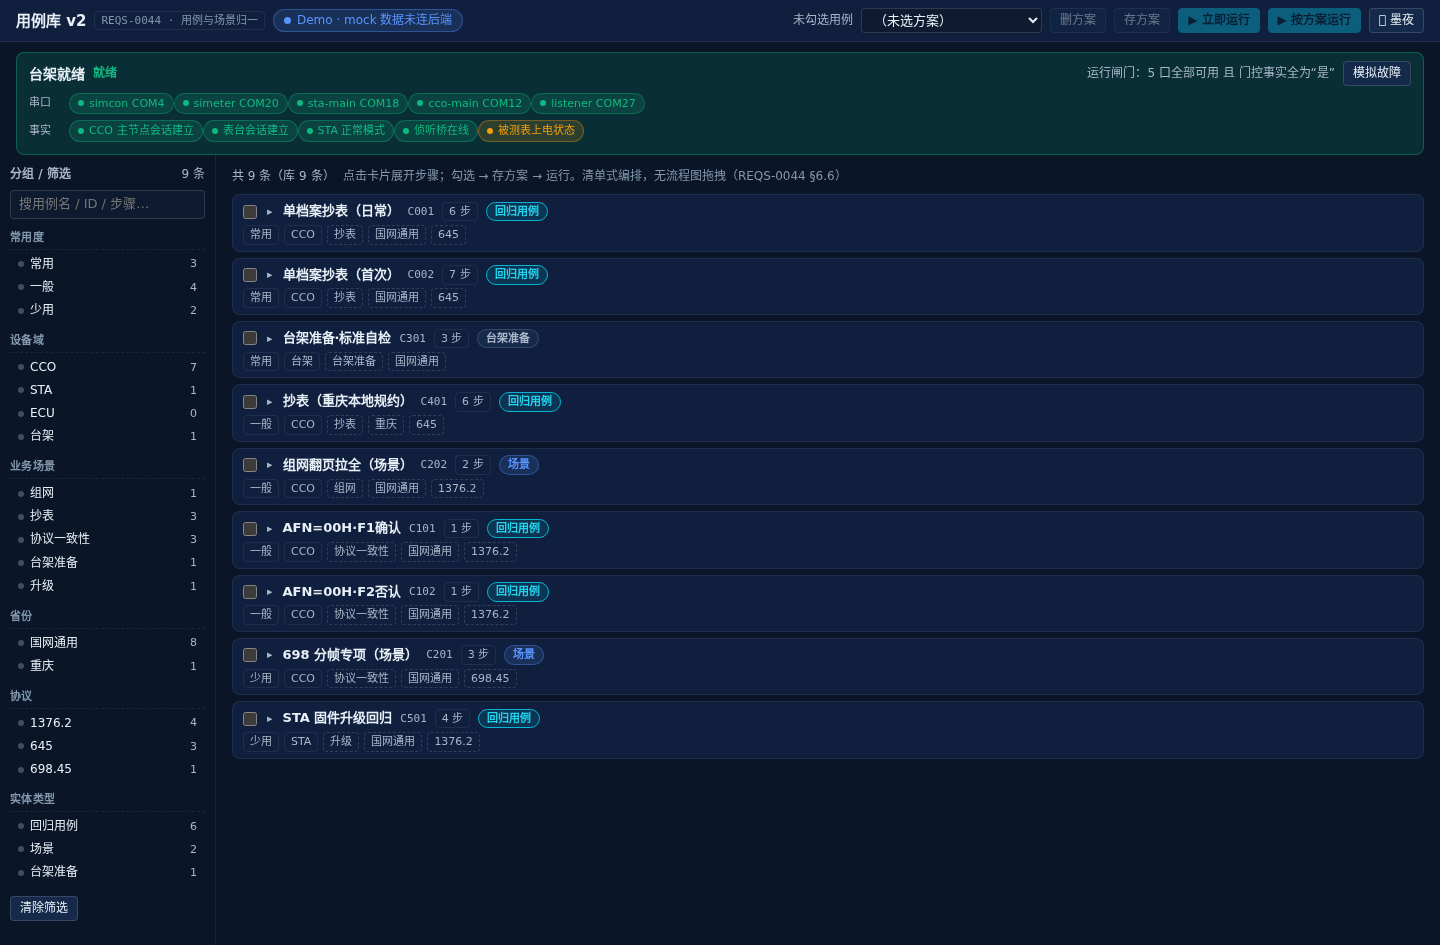 用例库 v2 REQS-0044 · 用例与场景归一 Demo · mock 数据未连后端 未勾选用例 （未选方案） 删方案 存方案 ▶ 立即运行 ▶ 按方案运行 墨夜
台架就绪 就绪 运行闸门：5 口全部可用 且 门控事实全为“是” 模拟故障
串口 simcon COM4 simeter COM20 sta-main COM18 cco-main COM12 listener COM27
事实 CCO 主节点会话建立 表台会话建立 STA 正常模式 侦听桥在线 被测表上电状态
分组 / 筛选 9 条
搜用例名 / ID / 步骤…
常用度
常用 3
一般 4
少用 2
设备域
CCO 7
STA 1
ECU 0
台架 1
业务场景
组网 1
抄表 3
协议一致性 3
台架准备 1
升级 1
省份
国网通用 8
重庆 1
协议
1376.2 4
645 3
698.45 1
实体类型
回归用例 6
场景 2
台架准备 1
清除筛选
共 9 条（库 9 条） 点击卡片展开步骤；勾选 → 存方案 → 运行。清单式编排，无流程图拖拽（REQS-0044 §6.6）
▸ 单档案抄表（日常） C001 6 步 回归用例
常用 CCO 抄表 国网通用 645
▸ 单档案抄表（首次） C002 7 步 回归用例
常用 CCO 抄表 国网通用 645
▸ 台架准备·标准自检 C301 3 步 台架准备
常用 台架 台架准备 国网通用
▸ 抄表（重庆本地规约） C401 6 步 回归用例
一般 CCO 抄表 重庆 645
▸ 组网翻页拉全（场景） C202 2 步 场景
一般 CCO 组网 国网通用 1376.2
▸ AFN=00H·F1确认 C101 1 步 回归用例
一般 CCO 协议一致性 国网通用 1376.2
▸ AFN=00H·F2否认 C102 1 步 回归用例
一般 CCO 协议一致性 国网通用 1376.2
▸ 698 分帧专项（场景） C201 3 步 场景
少用 CCO 协议一致性 国网通用 698.45
▸ STA 固件升级回归 C501 4 步 回归用例
少用 STA 升级 国网通用 1376.2